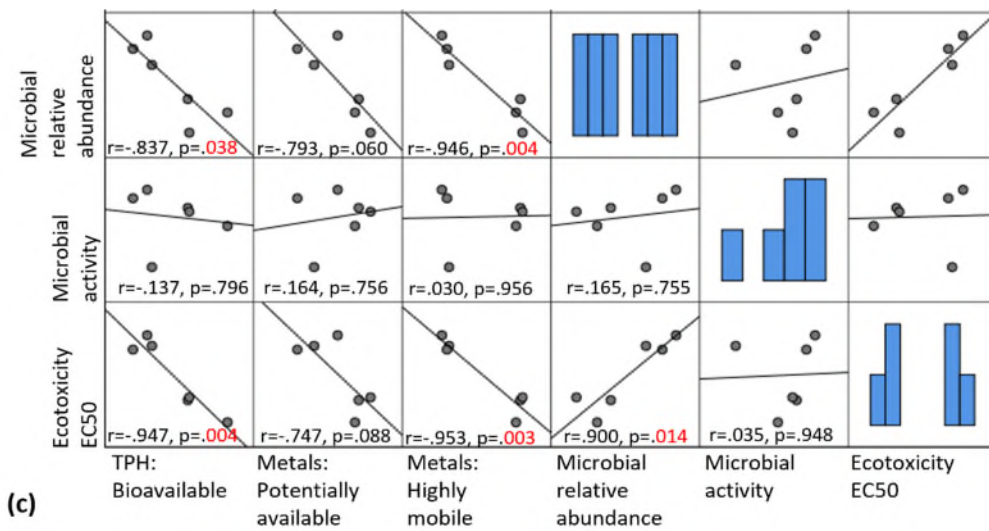 Microbial
relative
abundance
r=-.837, p=.038
r=-.793, p=.060
r=-.946, p=.004
Microbial
activity
r=-.137, p=.796
r=.164, p=.756
r=.030, p=.956
r=.165, p=.755
Ecotoxicity
EC50
r=-.947, p=.004
r=-.747, p=.088
r=-.953, p=.003
r=.900, p=.014
r=.035, p=.948
(c)
TPH:
Bioavailable
Metals:
Potentially
available
Metals:
Highly
mobile
Microbial
relative
abundance
Microbial
activity
Ecotoxicity
EC50